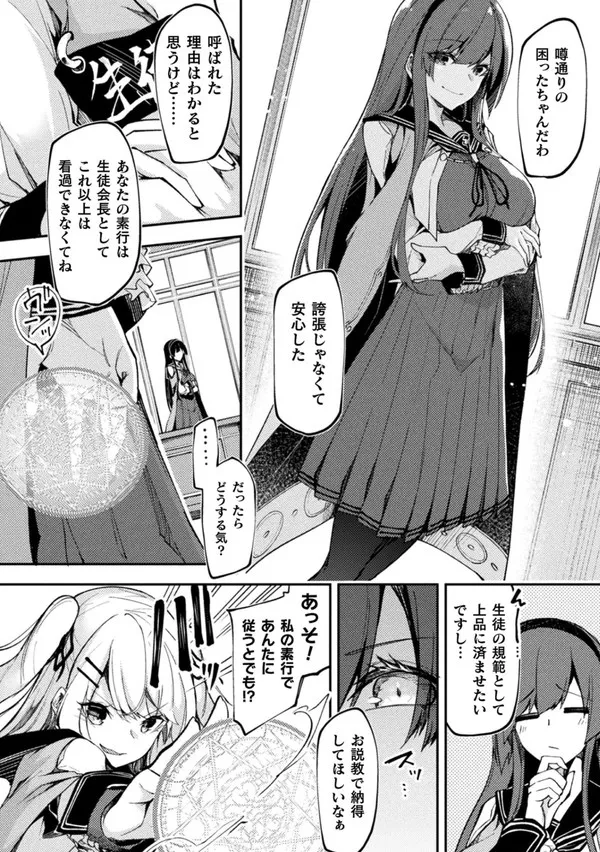 噂通りの
困ったちゃんだわ
誇張じゃなくて
安心した
呼ばれた
理由はわかると
思うけど……
あなたの素行は
生徒会長として
これ以上は
看過できなくてね
……
だったら
どうする気？
生徒の規範として
上品に済ませたい
ですし…
お説教で納得
してほしいなぁ
あっそ！
私の素行で
あんたに
従うとでも！？